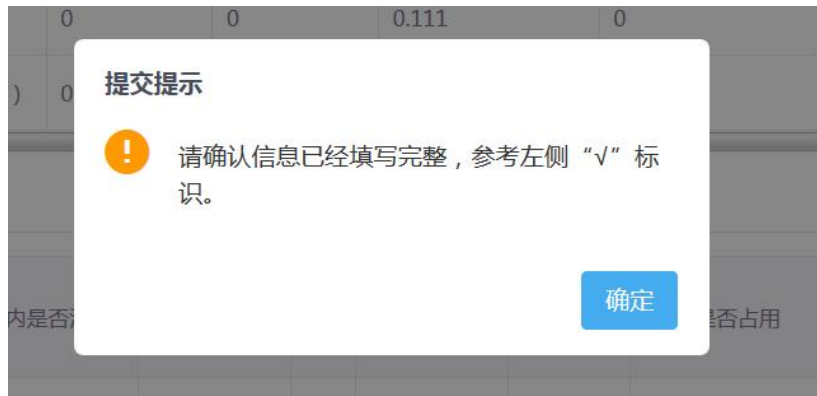 0 0 0.111 0
) 0
提交提示
! 请确认信息已经填写完整，参考左侧“√”标
识。
确定
内是否 是否占用